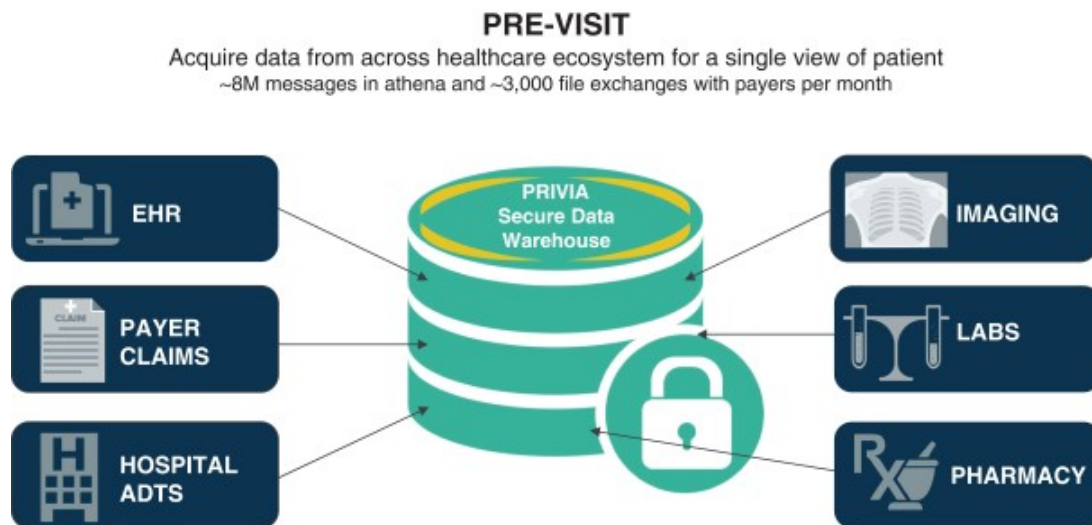 PRE-VISIT
Acquire data from across healthcare ecosystem for a single view of patient
~8M messages in athena and ~3,000 file exchanges with payers per month
EHR
CLAIM
PAYER
CLAIMS
H
HOSPITAL
ADTS
PRIVIA
Secure Data
Warehouse
IMAGING
LABS
Rx
PHARMACY